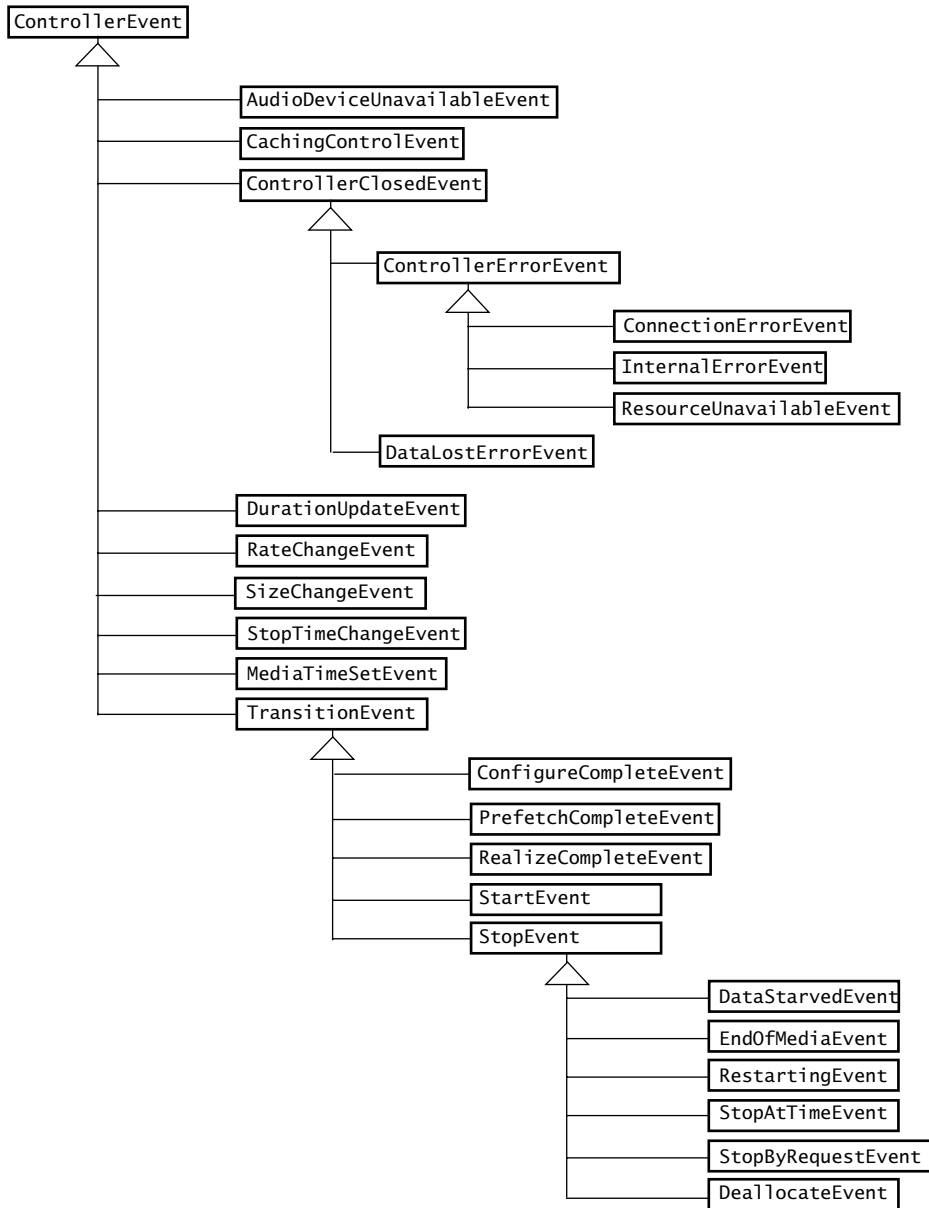 ControllerEvent
AudioDeviceUnavailableEvent
CachingControlEvent
ControllerClosedEvent
ControllerErrorEvent
ConnectionErrorEvent
InternalErrorEvent
ResourceUnavailableEvent
DataLostErrorEvent
DurationUpdateEvent
RateChangeEvent
SizeChangeEvent
StopTimeChangeEvent
MediaTimeSetEvent
TransitionEvent
ConfigureCompleteEvent
PrefetchCompleteEvent
RealizeCompleteEvent
StartEvent
StopEvent
DataStarvedEvent
EndOfMediaEvent
RestartingEvent
StopAtTimeEvent
StopByRequestEvent
DeallocateEvent